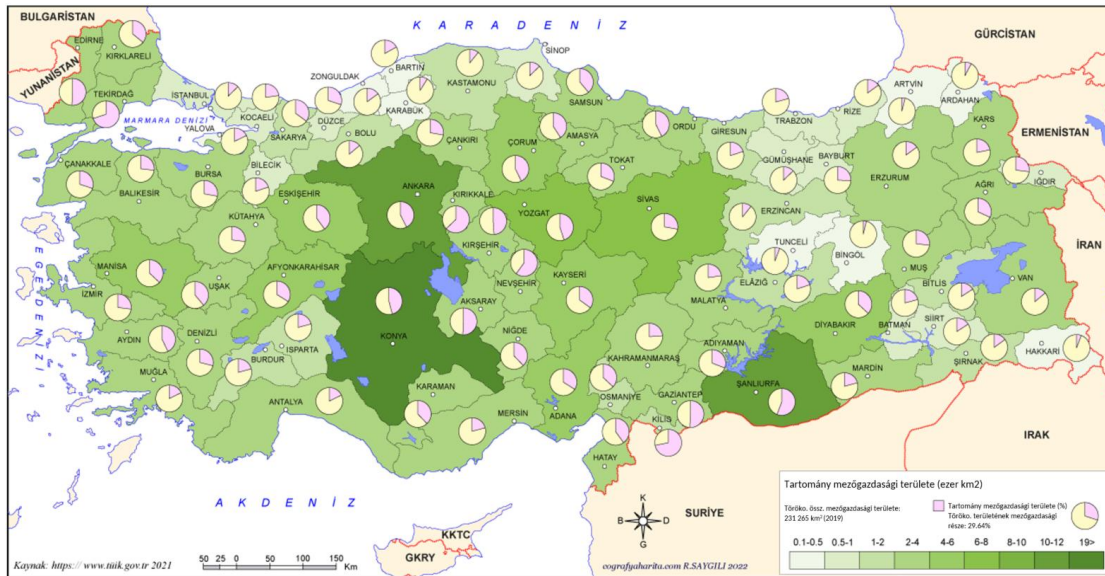 BULGARİSTAN
K A R A D E N İ Z
GÜRCİSTAN
EDİRNE
KIRKLARELİ
YUNANİSTAN
TEKİRDAĞ
İSTANBUL
MARMARA DENİZİ
YALOVA
KOCAELİ
SAKARYA
DÜZCE
ZONGULDAK
BARTIN
KARABÜK
KASTAMONU
SİNOP
SAMSUN
ORDU
GİRESUN
TRABZON
RİZE
ARTVİN
ARDAHAN
KARS
ERMENİSTAN
BOLU
ÇANKIRI
ÇORUM
AMASYA
TOKAT
GÜMÜŞHANE
BAYBURT
ERZURUM
AĞRI
IĞDIR
ÇANAKKALE
BALIKESİR
BURSA
BİLECİK
ESKİŞEHİR
KÜTAHYA
ANKARA
KIRIKKALE
YOZGAT
SİVAS
ERZİNCAN
TUNCELİ
BİNGÖL
MUŞ
İRAN
E G E D E N İ Z İ
MANİSA
İZMİR
UŞAK
AFYONKARAHİSAR
KIRŞEHİR
NEVŞEHİR
KAYSERİ
MALATYA
ELÂZIĞ
BİTLİS
VAN
AYDIN
DENİZLİ
BURDUR
ISPARTA
KONYA
AKSARAY
NİĞDE
KAHRAMANMARAŞ
ADIYAMAN
DİYABAKIR
BATMAN
SİİRT
ŞIRNAK
HAKKARİ
MUĞLA
ANTALYA
KARAMAN
MERSİN
ADANA
OSMANİYE
GAZİANTEP
KİLİS
ŞANLIURFA
MARDİN
HATAY
IRAK
A K D E N İ Z
SURİYE
KKTC
GKRY
K
B D
G
Tartomány mezőgazdasági területe (ezer km2)
Töröko. össz. mezőgazdasági területe:
231 265 km² (2019)
Tartomány mezőgazdasági területe (%)
Töröko. területének mezőgazdasági
része: 29.64%
0.1-0.5 0.5-1 1-2 2-4 4-6 6-8 8-10 10-12 19>
50 25 0 50 100 150
Km
Kaynak: https:// www.tüik.gov.tr 2021
cografyaharita.com R.SAYGILI 2022